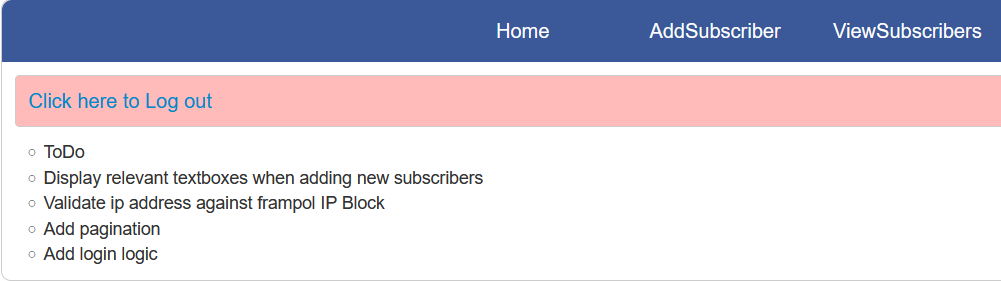 Home AddSubscriber ViewSubscribers
Click here to Log out
ToDo
Display relevant textboxes when adding new subscribers
Validate ip address against frampol IP Block
Add pagination
Add login logic